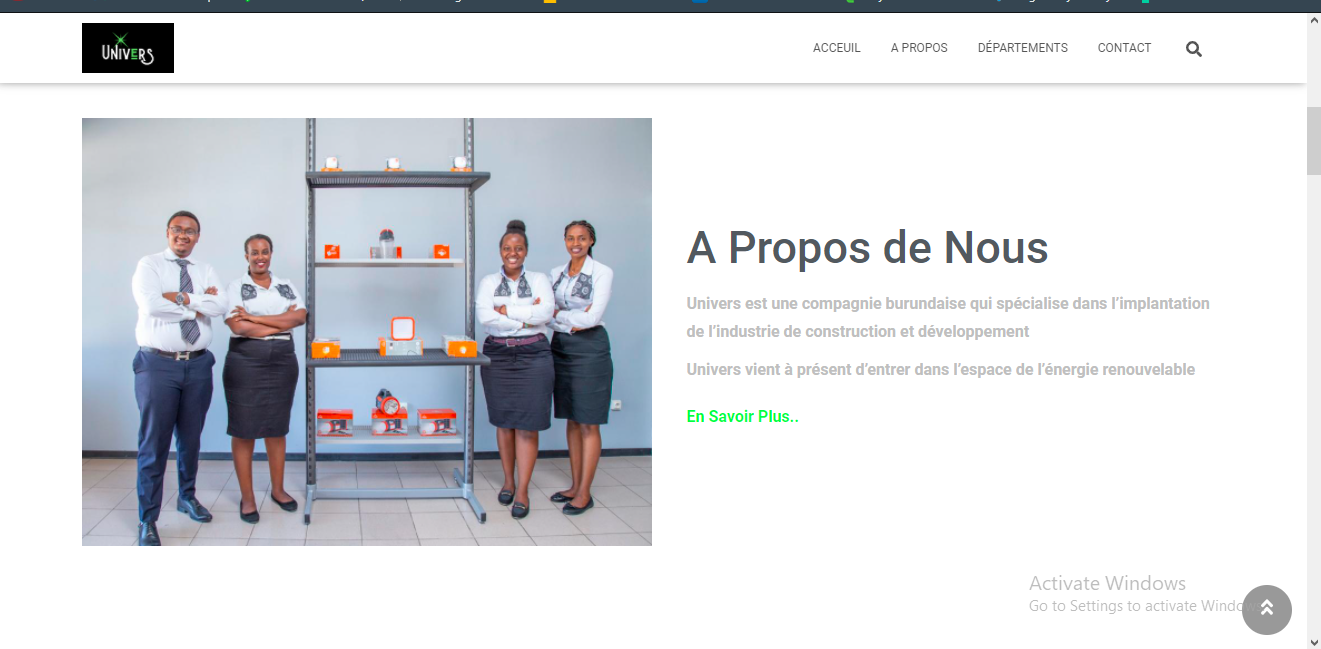 UNIVERS
ACCEUIL
A PROPOS
DÉPARTEMENTS
CONTACT
A Propos de Nous
Univers est une compagnie burundaise qui spécialise dans l’implantation
de l’industrie de construction et développement
Univers vient à présent d’entrer dans l’espace de l’énergie renouvelable
En Savoir Plus..
Activate Windows
Go to Settings to activate Windows